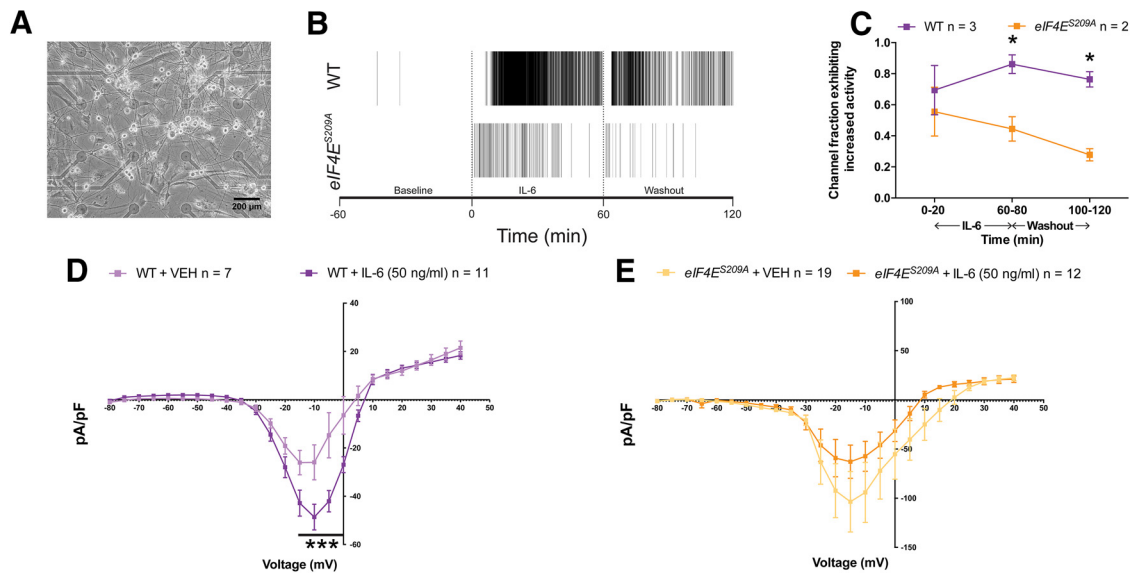 A
200 µm
B
WT
eIF4E^S209A
Baseline
IL-6
Washout
-60
0
60
120
Time (min)
C
WT n = 3
eIF4E^S209A n = 2
*
*
Channel fraction exhibiting
increased activity
1.0
0.8
0.6
0.4
0.2
0.0
0-20
60-80
100-120
IL-6
Washout
Time (min)
D
WT + VEH n = 7
WT + IL-6 (50 ng/ml) n = 11
pA/pF
40
20
-20
-40
-60
-80 -70 -60 -50 -40 -30 -20 -10 10 20 30 40 50
***
Voltage (mV)
E
eIF4E^S209A + VEH n = 19
eIF4E^S209A + IL-6 (50 ng/ml) n = 12
pA/pF
100
50
-50
-100
-150
-80 -70 -60 -50 -40 -30 -20 -10 10 20 30 40 50
Voltage (mV)